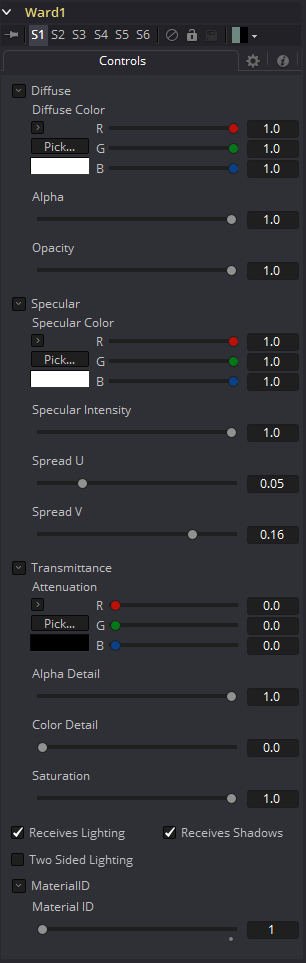 Ward1
S1 S2 S3 S4 S5 S6
Controls
Diffuse
Diffuse Color
R 1.0
Pick... G 1.0
B 1.0
Alpha
1.0
Opacity
1.0
Specular
Specular Color
R 1.0
Pick... G 1.0
B 1.0
Specular Intensity
1.0
Spread U
0.05
Spread V
0.16
Transmittance
Attenuation
R 0.0
Pick... G 0.0
B 0.0
Alpha Detail
1.0
Color Detail
0.0
Saturation
1.0
Receives Lighting Receives Shadows
Two Sided Lighting
MaterialID
Material ID
1